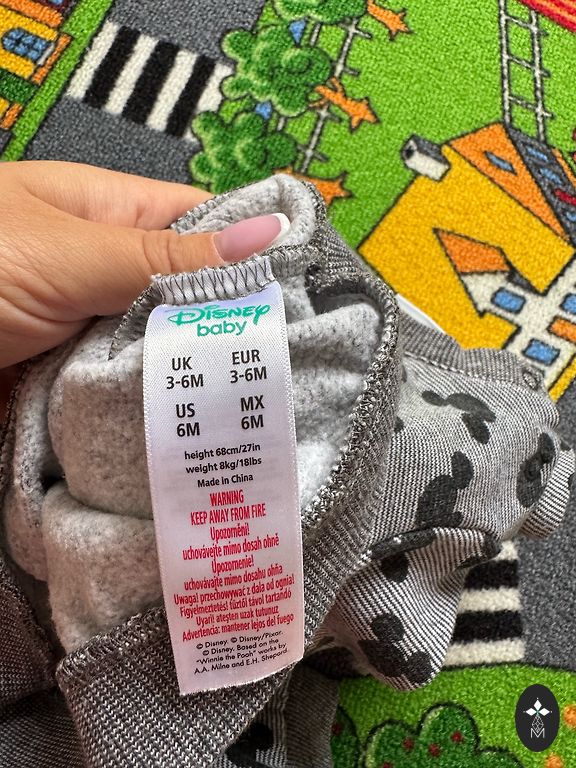 Disney
baby
UK EUR
3-6M 3-6M
US MX
6M 6M
height 68cm/27in
weight 8kg/18lbs
Made in China
WARNING
KEEP AWAY FROM FIRE
Upozornění!
uchovávejte mimo dosah ohně
Upozornenie!
uchovávajte mimo dosahu ohňa
Uwaga! przechowywać z dala od ognia!
Figyelmeztetés! tűztől távol tartandó
Uyarı! ateşten uzak tutunuz
Advertencia: mantener lejos del fuego
© Disney. © Disney/Pixar.
© Disney. Based on the
"Winnie the Pooh" works by
A.A. Milne and E.H. Shepard.
M